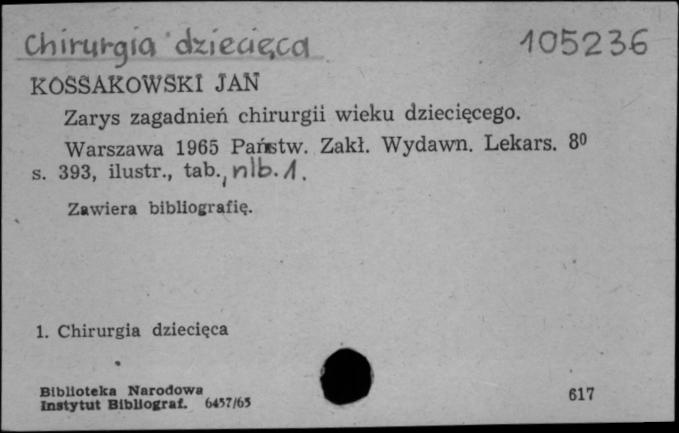 Chirurgia dziecięca 105236
KOSSAKOWSKI JAN
Zarys zagadnień chirurgii wieku dziecięcego.
Warszawa 1965 Państw. Zakł. Wydawn. Lekars. 8⁰
s. 393, ilustr., tab., nlb. 1.
Zawiera bibliografię.
1. Chirurgia dziecięca
Biblioteka Narodowa
Instytut Bibliograf. 6457/65 617